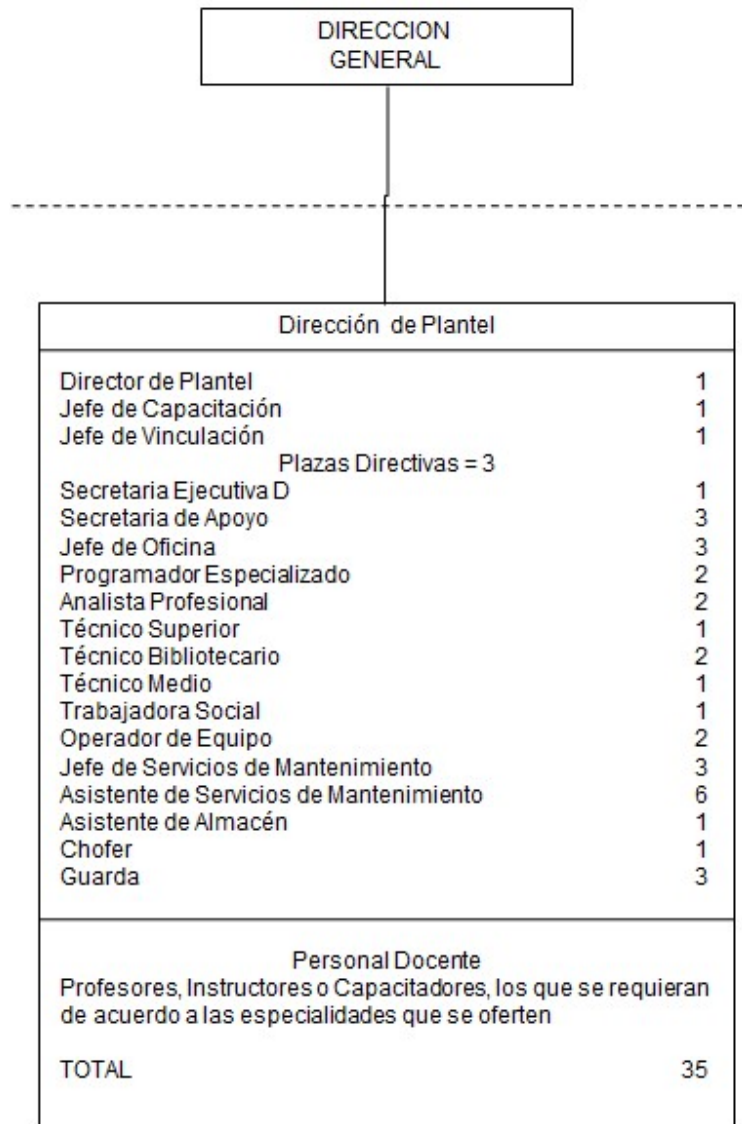 DIRECCION
GENERAL
Dirección de Plantel
Director de Plantel 1
Jefe de Capacitación 1
Jefe de Vinculación 1
Plazas Directivas = 3
Secretaria Ejecutiva D 1
Secretaria de Apoyo 3
Jefe de Oficina 3
Programador Especializado 2
Analista Profesional 2
Técnico Superior 1
Técnico Bibliotecario 2
Técnico Medio 1
Trabajadora Social 1
Operador de Equipo 2
Jefe de Servicios de Mantenimiento 3
Asistente de Servicios de Mantenimiento 6
Asistente de Almacén 1
Chofer 1
Guarda 3
Personal Docente
Profesores, Instructores o Capacitadores, los que se requieran
de acuerdo a las especialidades que se oferten
TOTAL 35